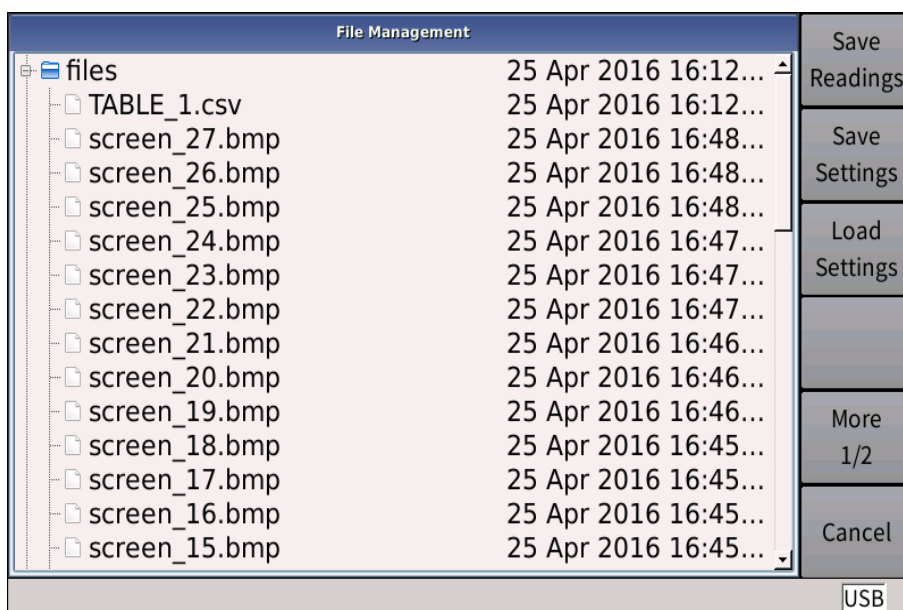 File Management
files 25 Apr 2016 16:12...
TABLE_1.csv 25 Apr 2016 16:12...
screen_27.bmp 25 Apr 2016 16:48...
screen_26.bmp 25 Apr 2016 16:48...
screen_25.bmp 25 Apr 2016 16:48...
screen_24.bmp 25 Apr 2016 16:47...
screen_23.bmp 25 Apr 2016 16:47...
screen_22.bmp 25 Apr 2016 16:47...
screen_21.bmp 25 Apr 2016 16:46...
screen_20.bmp 25 Apr 2016 16:46...
screen_19.bmp 25 Apr 2016 16:46...
screen_18.bmp 25 Apr 2016 16:45...
screen_17.bmp 25 Apr 2016 16:45...
screen_16.bmp 25 Apr 2016 16:45...
screen_15.bmp 25 Apr 2016 16:45...
Save
Readings
Save
Settings
Load
Settings
More
1/2
Cancel
USB